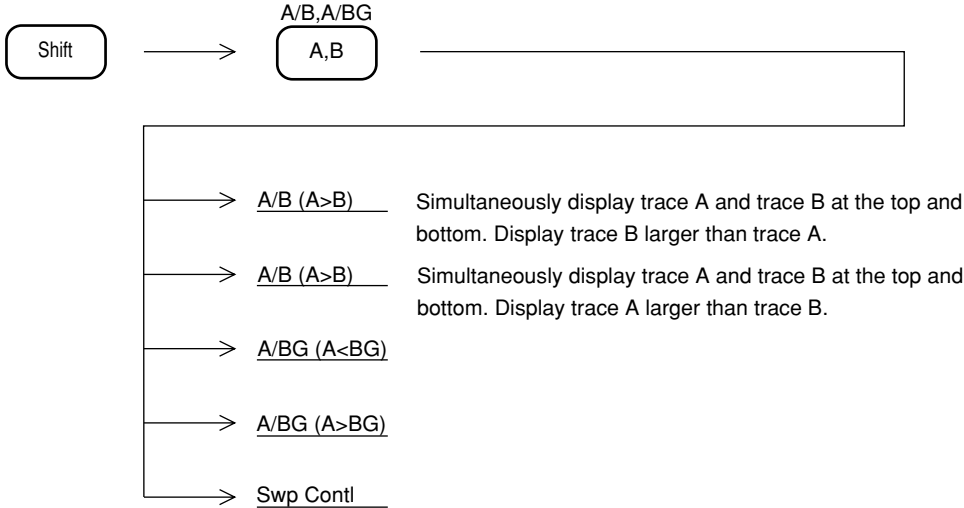 A/B,A/BG
Shift
A,B
A/B (A>B)
Simultaneously display trace A and trace B at the top and
bottom. Display trace B larger than trace A.
A/B (A>B)
Simultaneously display trace A and trace B at the top and
bottom. Display trace A larger than trace B.
A/BG (A<BG)
A/BG (A>BG)
Swp Contl